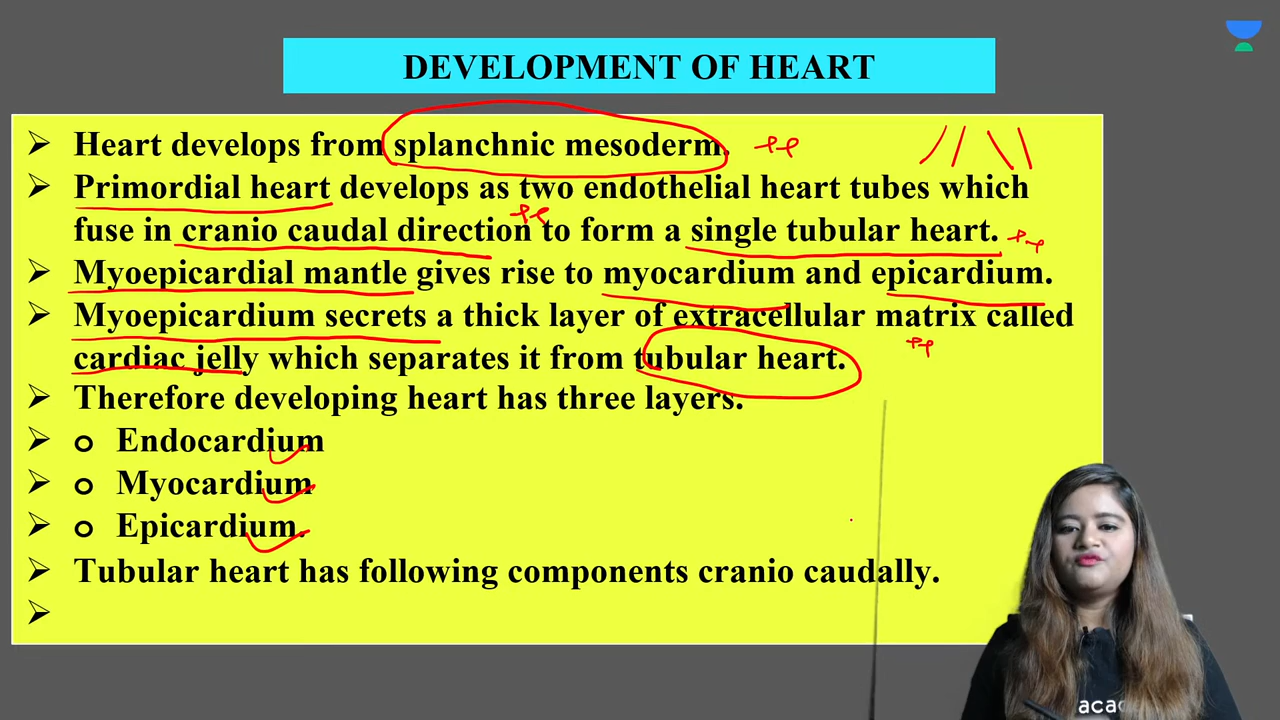 DEVELOPMENT OF HEART
➢ Heart develops from splanchnic mesoderm.
➢ Primordial heart develops as two endothelial heart tubes which
fuse in cranio caudal direction to form a single tubular heart.
➢ Myoepicardial mantle gives rise to myocardium and epicardium.
➢ Myoepicardium secrets a thick layer of extracellular matrix called
cardiac jelly which separates it from tubular heart.
➢ Therefore developing heart has three layers.
➢ o Endocardium
➢ o Myocardium
➢ o Epicardium.
➢ Tubular heart has following components cranio caudally.
➢